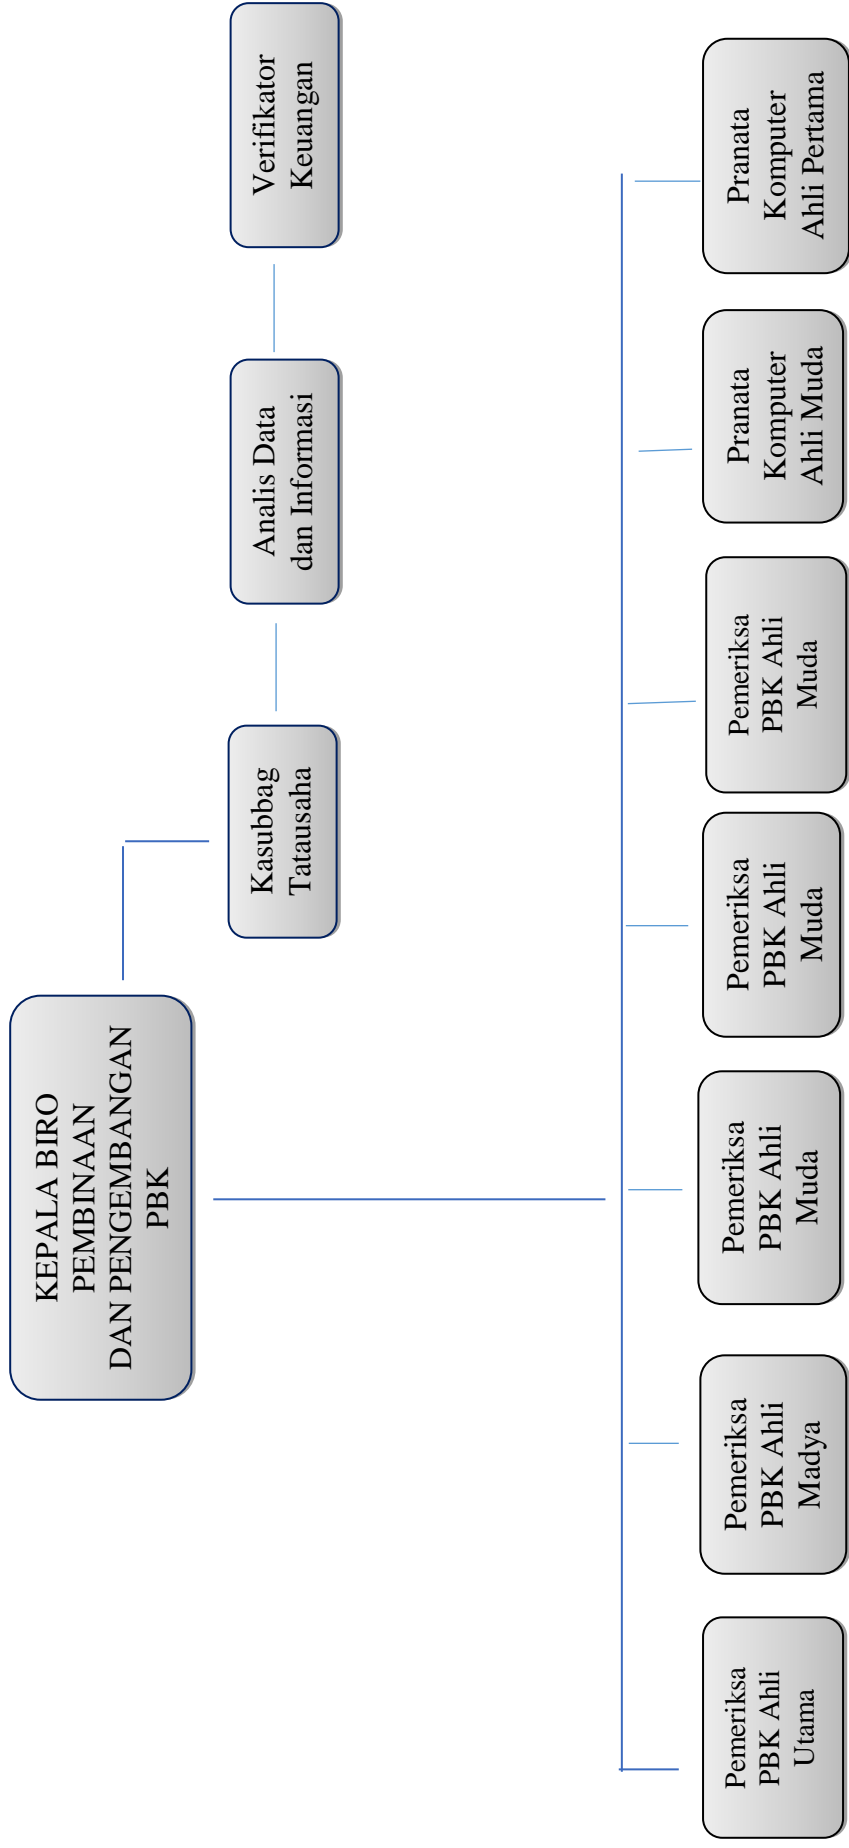 KEPALA BIRO
PEMBINAAN
DAN PENGEMBANGAN
PBK
Kasubbag
Tatausaha
Analis Data
dan Informasi
Verifikator
Keuangan
Pemeriksa
PBK Ahli
Utama
Pemeriksa
PBK Ahli
Madya
Pemeriksa
PBK Ahli
Muda
Pemeriksa
PBK Ahli
Muda
Pemeriksa
PBK Ahli
Muda
Pranata
Komputer
Ahli Muda
Pranata
Komputer
Ahli Pertama